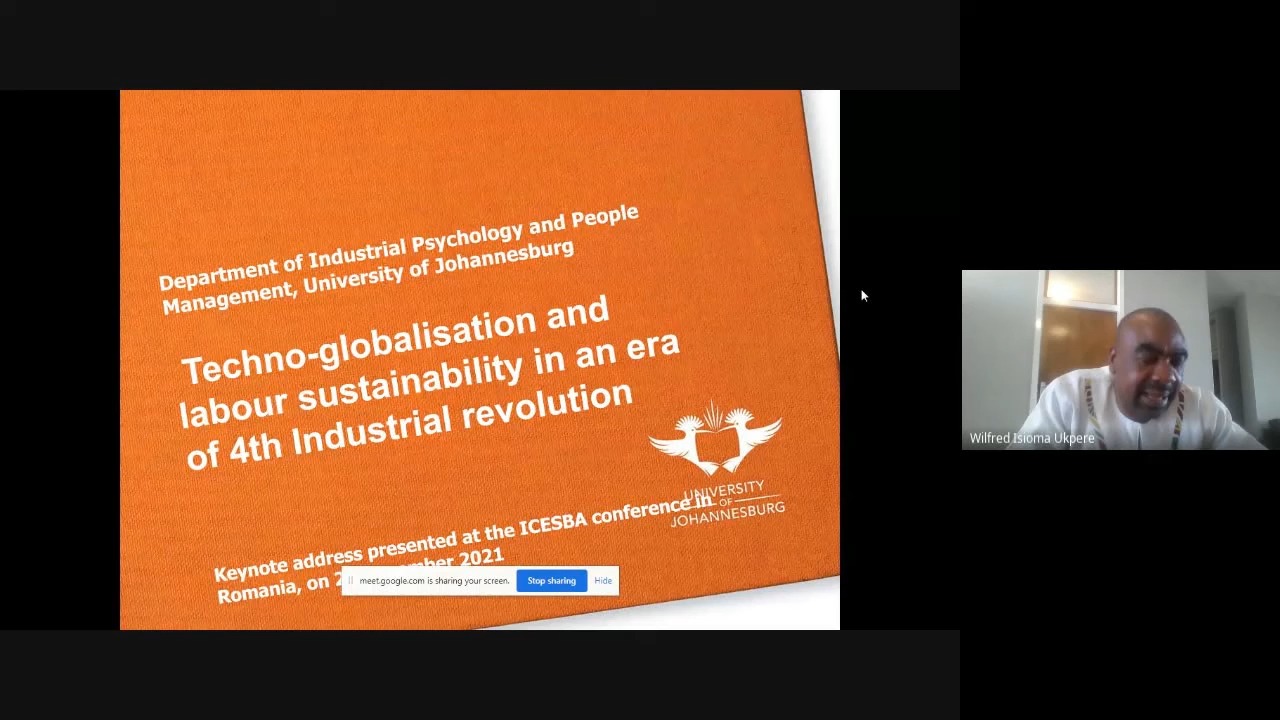 Department of Industrial Psychology and People
Management, University of Johannesburg
Techno-globalisation and
labour sustainability in an era
of 4th Industrial revolution
UNIVERSITY
OF
JOHANNESBURG
Keynote address presented at the ICESBA conference in
Romania, on 2 2021
meet.google.com is sharing your screen.
Stop sharing
Hide
Wilfred Isioma Ukpere